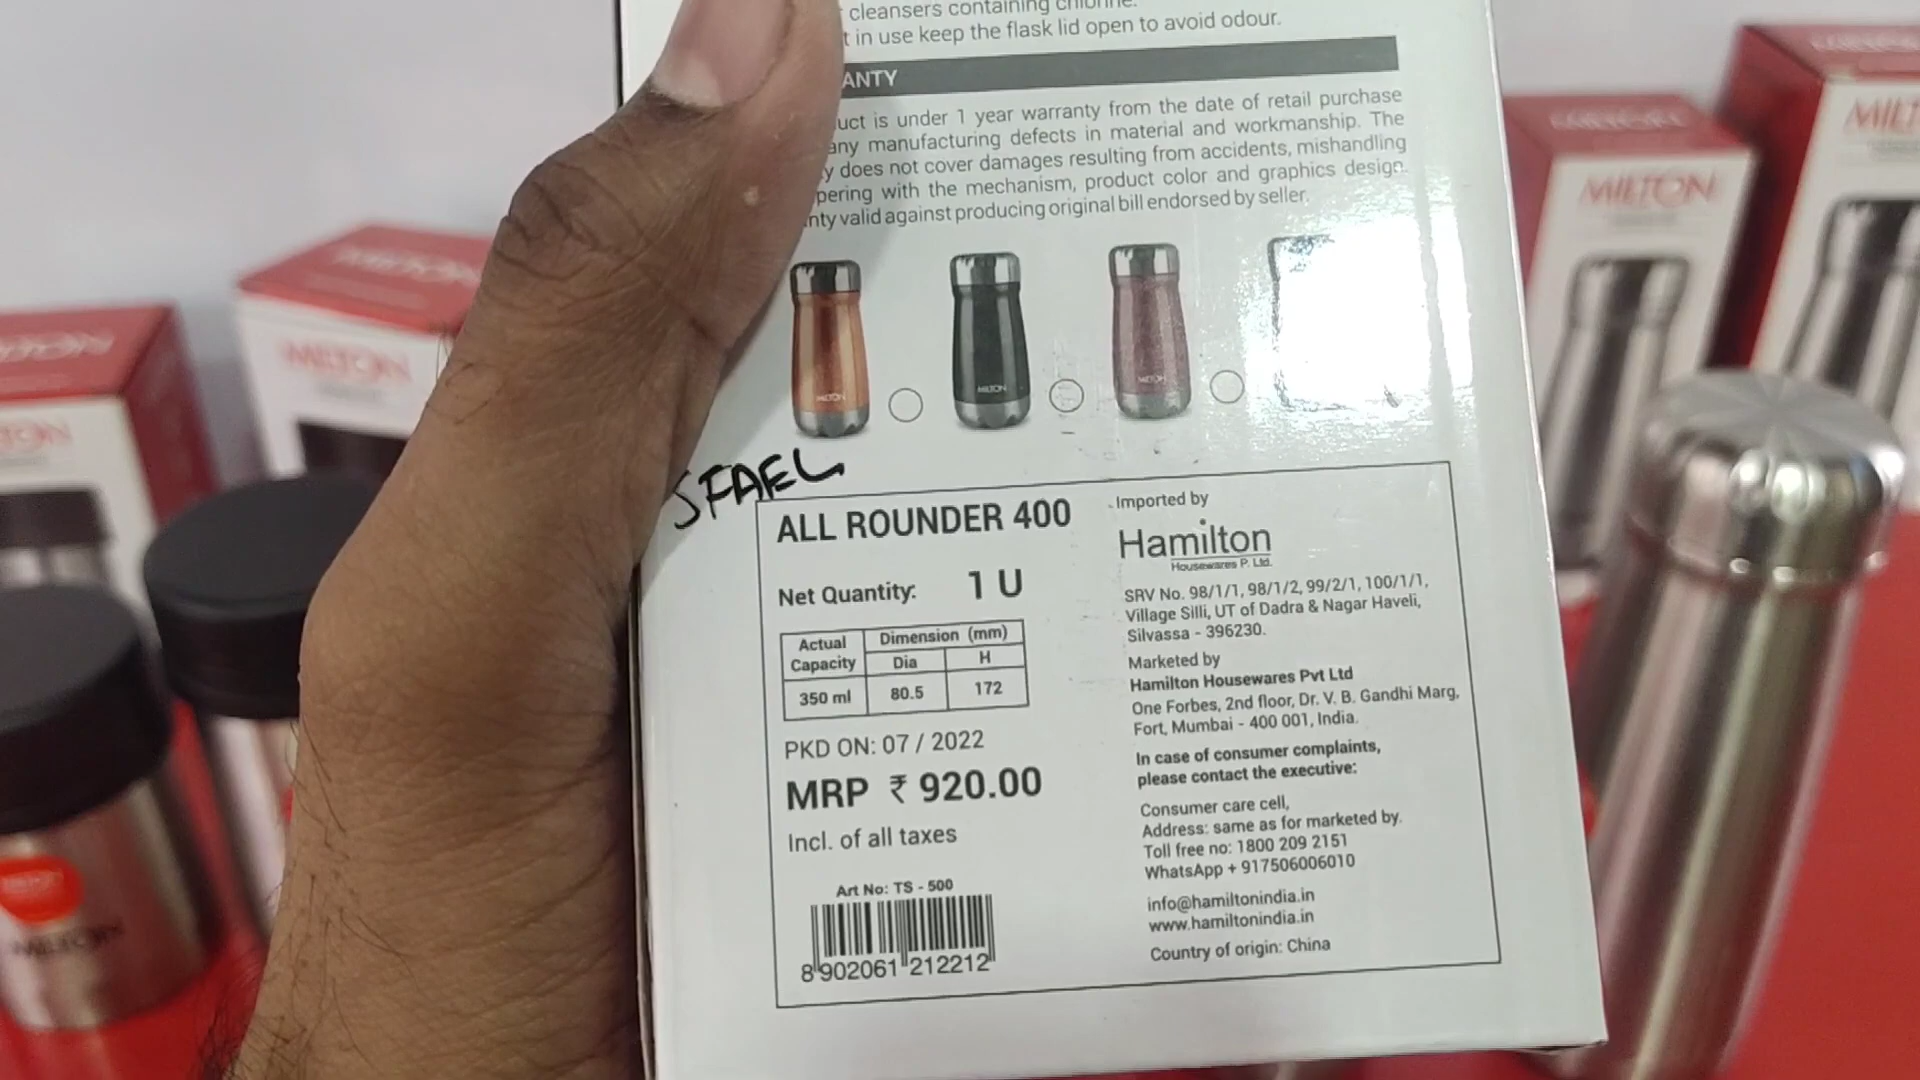 cleansers containing chlorine.
t in use keep the flask lid open to avoid odour.
ANTY
uct is under 1 year warranty from the date of retail purchase
any manufacturing defects in material and workmanship. The
y does not cover damages resulting from accidents, mishandling
pering with the mechanism, product color and graphics design.
nty valid against producing original bill endorsed by seller.
MILTON
MILTON
MILTON
ALL ROUNDER 400
Net Quantity: 1 U
Actual Capacity Dimension (mm)
Dia H
350 ml 80.5 172
PKD ON: 07 / 2022
MRP ₹ 920.00
Incl. of all taxes
Art No: TS - 500
8 902061 212212
Imported by
Hamilton
Housewares P. Ltd.
SRV No. 98/1/1, 98/1/2, 99/2/1, 100/1/1,
Village Silli, UT of Dadra & Nagar Haveli,
Silvassa - 396230.
Marketed by
Hamilton Housewares Pvt Ltd
One Forbes, 2nd floor, Dr. V. B. Gandhi Marg,
Fort, Mumbai - 400 001, India.
In case of consumer complaints,
please contact the executive:
Consumer care cell,
Address: same as for marketed by.
Toll free no: 1800 209 2151
WhatsApp + 917506006010
info@hamiltonindia.in
www.hamiltonindia.in
Country of origin: China
MILTON
MILTON
MILTON
MILTON